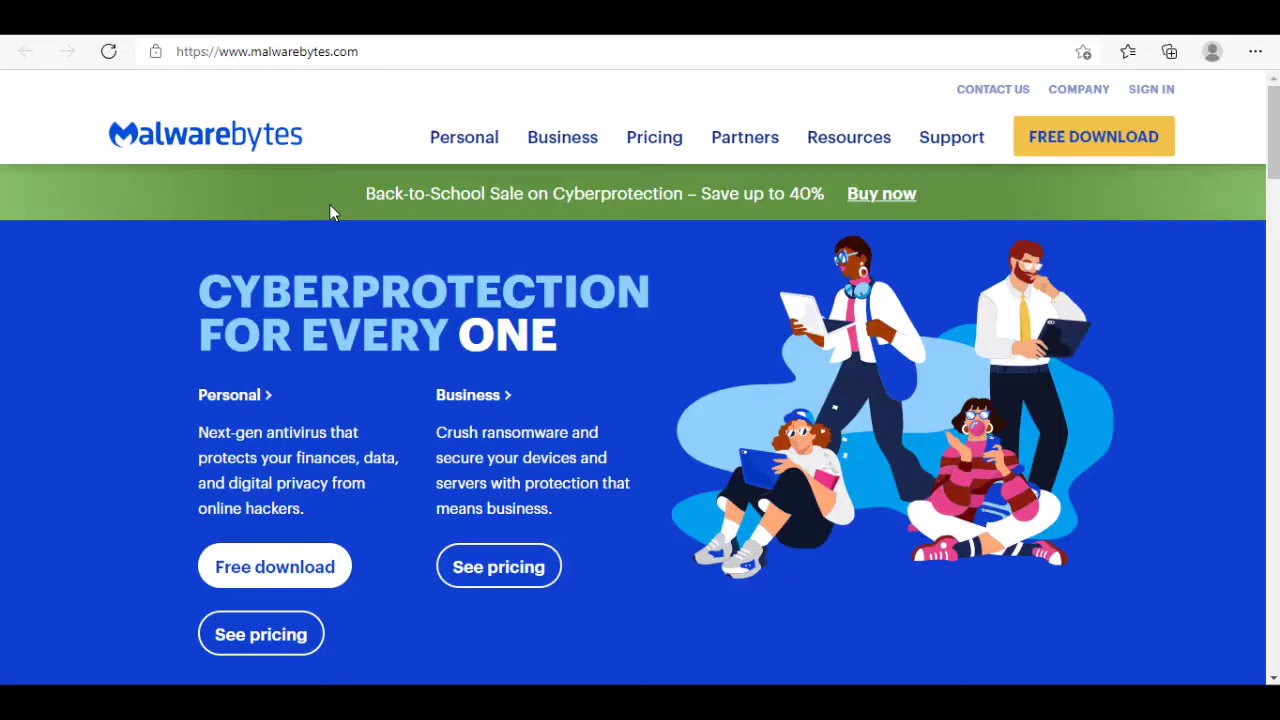 https://www.malwarebytes.com
CONTACT US COMPANY SIGN IN
Malwarebytes Personal Business Pricing Partners Resources Support FREE DOWNLOAD
Back-to-School Sale on Cyberprotection – Save up to 40% Buy now
CYBERPROTECTION
FOR EVERY ONE
Personal >
Next-gen antivirus that
protects your finances, data,
and digital privacy from
online hackers.
Free download
See pricing
Business >
Crush ransomware and
secure your devices and
servers with protection that
means business.
See pricing